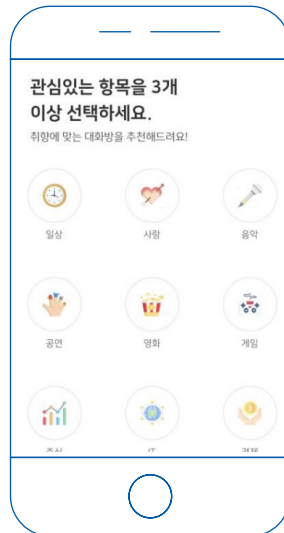 관심있는 항목을 3개
이상 선택하세요.
취향에 맞는 대화방을 추천해드려요!
일상 사랑 음악
공연 영화 게임